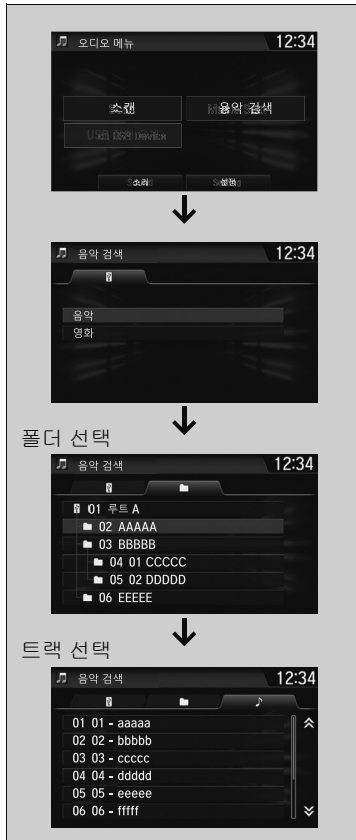 오디오 메뉴 12:34
스캔 음악 검색
소리 설정
음악 검색 12:34
음악
영화
폴더 선택
음악 검색 12:34
01 루트 A
02 AAAAA
03 BBBBB
04 01 CCCCC
05 02 DDDDD
06 EEEEE
트랙 선택
음악 검색 12:34
01 01 - aaaaa
02 02 - bbbbb
03 03 - ccccc
04 04 - ddddd
05 05 - eeeee
06 06 - fffff